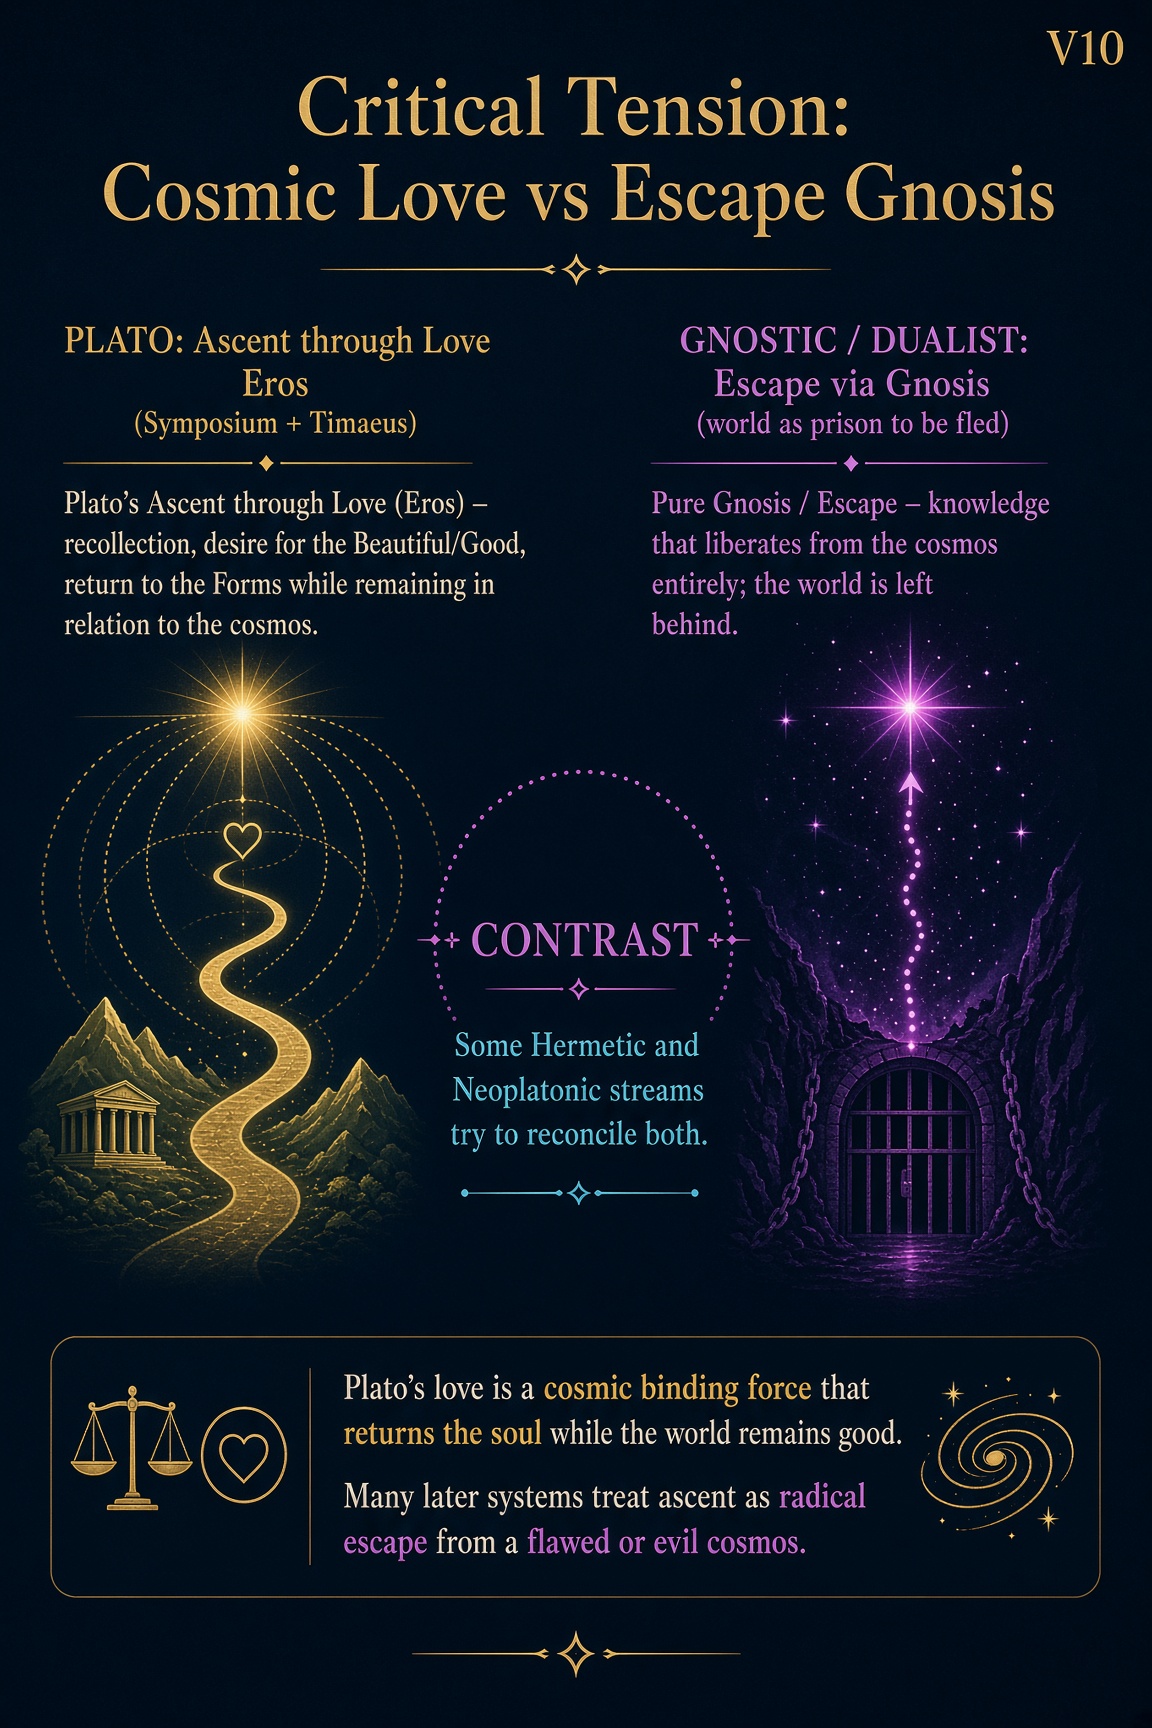 V10
Critical Tension:
Cosmic Love vs Escape Gnosis
PLATO: Ascent through Love
Eros
(Symposium + Timaeus)
Plato’s Ascent through Love (Eros) –
recollection, desire for the Beautiful/Good,
return to the Forms while remaining in
relation to the cosmos.
GNOSTIC / DUALIST:
Escape via Gnosis
(world as prison to be fled)
Pure Gnosis / Escape – knowledge
that liberates from the cosmos
entirely; the world is left
behind.
CONTRAST
Some Hermetic and
Neoplatonic streams
try to reconcile both.
Plato’s love is a cosmic binding force that
returns the soul while the world remains good.
Many later systems treat ascent as radical
escape from a flawed or evil cosmos.